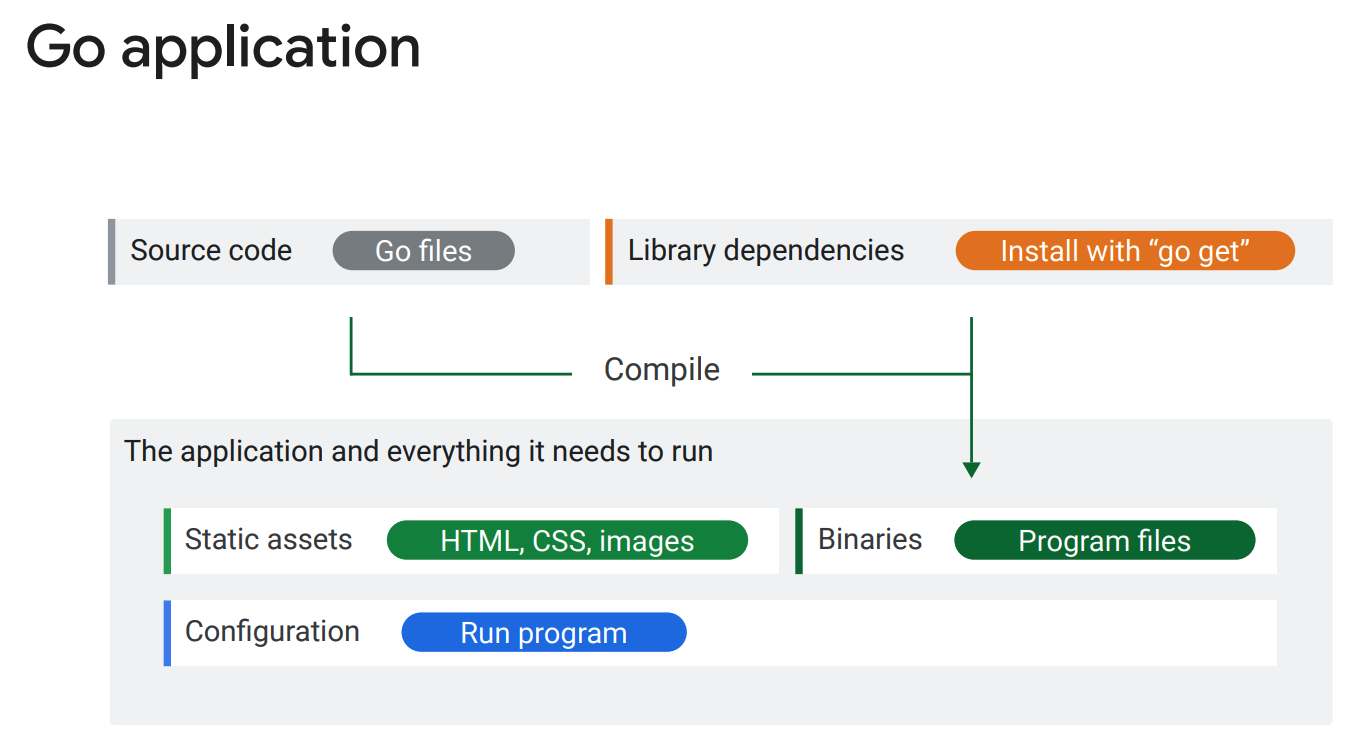 Go application
Source code
Go files
Library dependencies
Install with “go get”
Compile
The application and everything it needs to run
Static assets
HTML, CSS, images
Binaries
Program files
Configuration
Run program